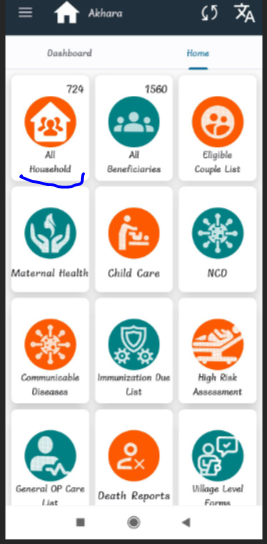 Akhara
Dashboard Home
724 1560
All All Eligible
Household Beneficiaries Couple List
Maternal Health Child Care NCD
Communicable Immunization Due High Risk
Diseases List Assessment
General OP Care Death Reports Village Level
List Forms